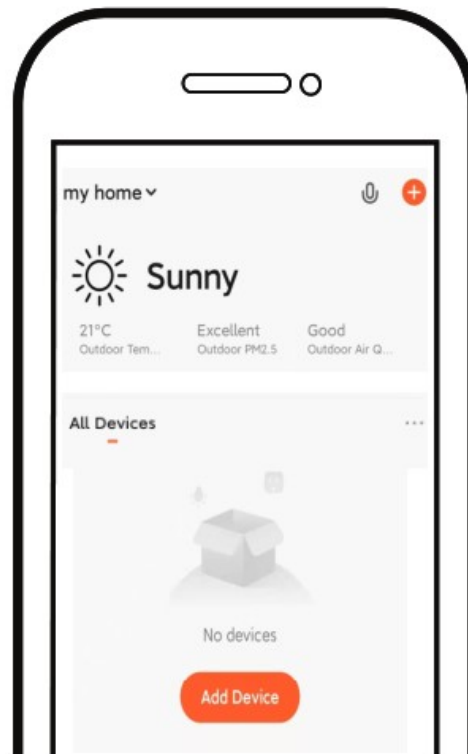 my home
Sunny
21°C Excellent Good
Outdoor Tem... Outdoor PM2.5 Outdoor Air Q...
All Devices
No devices
Add Device